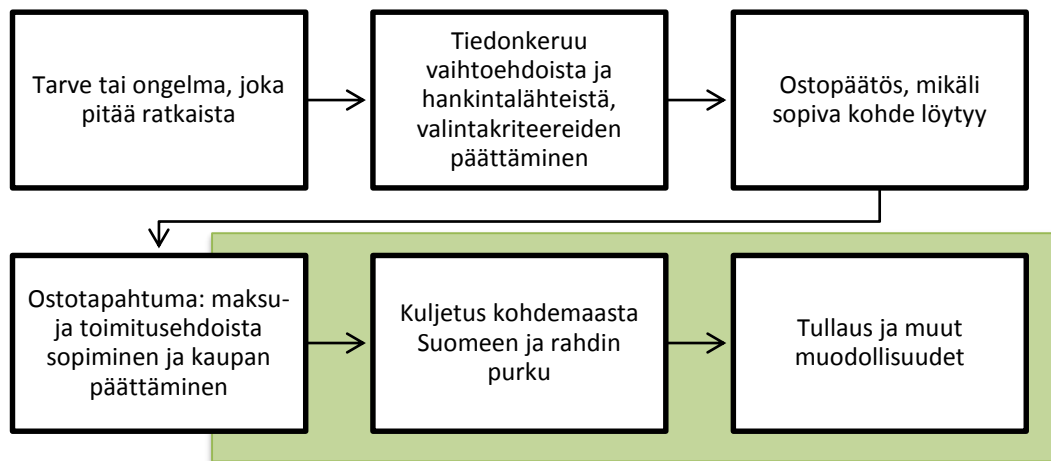 Tarve tai ongelma, joka
pitää ratkaista
Tiedonkeruu
vaihtoehdoista ja
hankintalähteistä,
valintakriteereiden
päättäminen
Ostopäätös, mikäli
sopiva kohde löytyy
Ostotapahtuma: maksu-
ja toimitusehdoista
sopiminen ja kaupan
päättäminen
Kuljetus kohdemaasta
Suomeen ja rahdin
purku
Tullaus ja muut
muodollisuudet